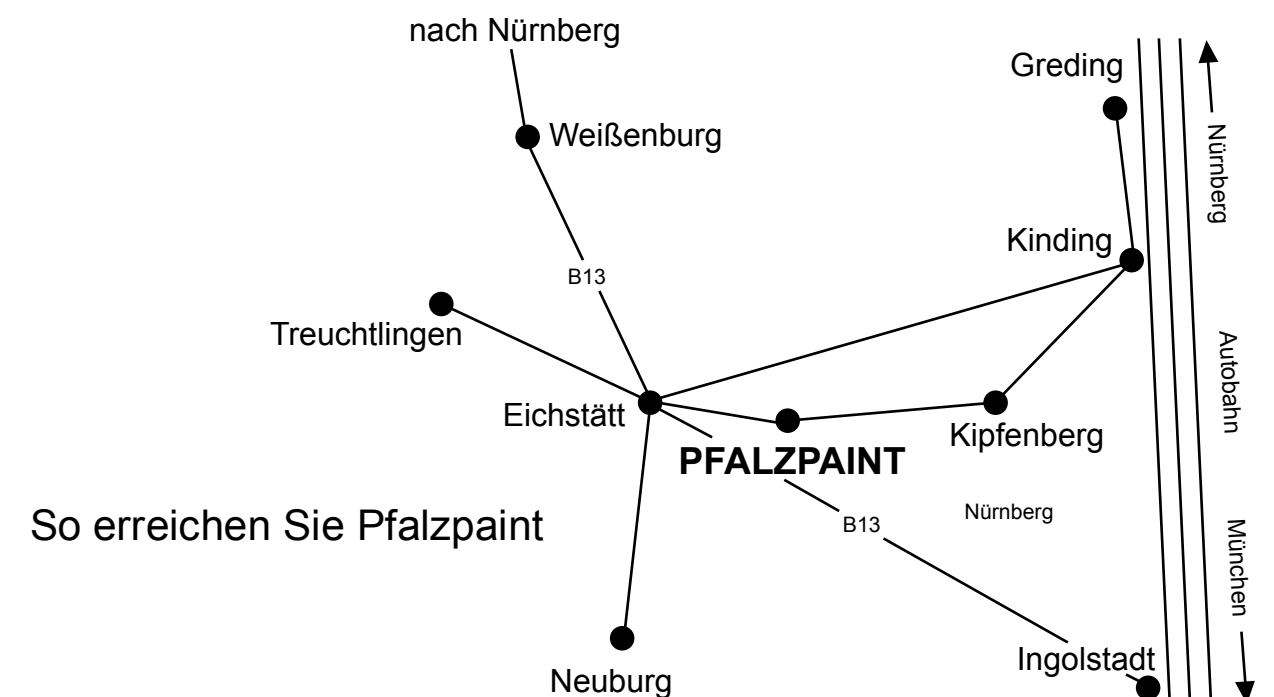 nach Nürnberg
Greding
Weißenburg
Nürnberg
Kinding
B13
Treuchtlingen
Autobahn
Eichstätt
Kipfenberg
PFALZPAINT
So erreichen Sie Pfalzpaint
B13
Nürnberg
München
Ingolstadt
Neuburg